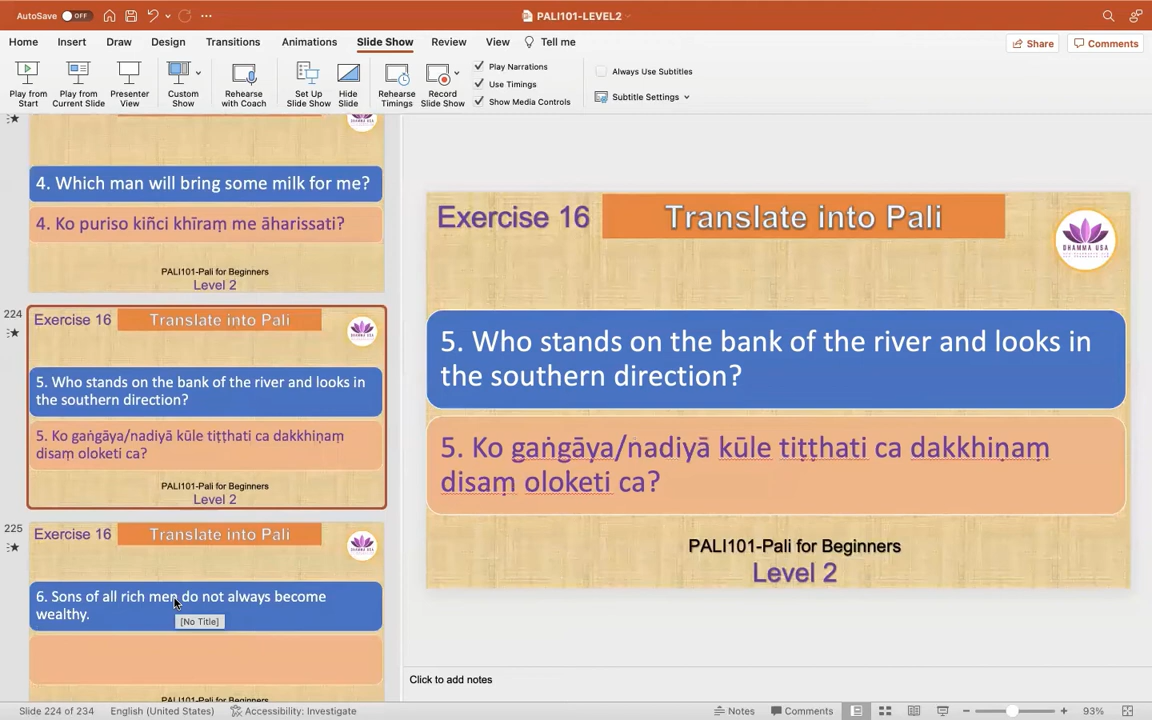 AutoSave OFF
PALI101-LEVEL2
Home Insert Draw Design Transitions Animations Slide Show Review View Tell me
Share Comments
Play from Start
Play from Current Slide
Presenter View
Custom Show
Rehearse with Coach
Set Up Slide Show
Hide Slide
Rehearse Timings
Record Slide Show
Play Narrations
Use Timings
Show Media Controls
Always Use Subtitles
Subtitle Settings
4. Which man will bring some milk for me?
4. Ko puriso kiñci khīraṃ me āharissati?
PALI101-Pali for Beginners
Level 2
224
Exercise 16 Translate into Pali
5. Who stands on the bank of the river and looks in
the southern direction?
5. Ko gaṅgāya/nadiyā kūle tiṭṭhati ca dakkhiṇaṃ
disaṃ oloketi ca?
PALI101-Pali for Beginners
Level 2
225
Exercise 16 Translate into Pali
6. Sons of all rich men do not always become
wealthy.
[No Title]
PALI101-Pali for Beginners
Exercise 16 Translate into Pali
DHAMMA USA
5. Who stands on the bank of the river and looks in
the southern direction?
5. Ko gaṅgāya/nadiyā kūle tiṭṭhati ca dakkhiṇaṃ
disaṃ oloketi ca?
PALI101-Pali for Beginners
Level 2
Click to add notes
Slide 224 of 234 English (United States) Accessibility: Investigate Notes Comments 93%